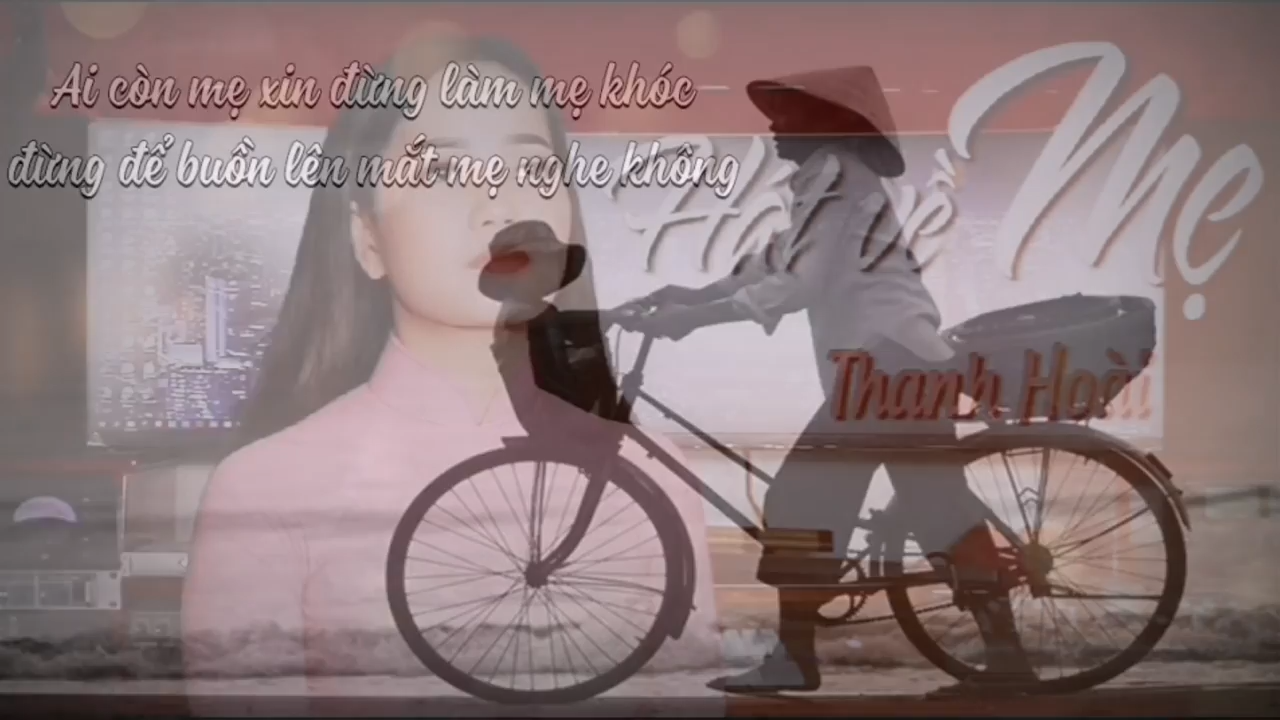 Ai còn mẹ xin đừng làm mẹ khóc
đừng để buồn lên mắt mẹ nghe không
Hát về Mẹ
Thanh Hoài